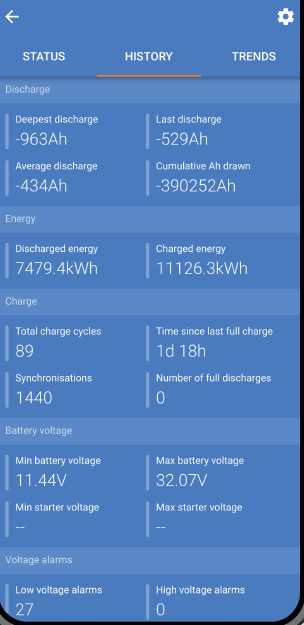 STATUS HISTORY TRENDS
Discharge
Deepest discharge Last discharge
-963Ah -529Ah
Average discharge Cumulative Ah drawn
-434Ah -390252Ah
Energy
Discharged energy Charged energy
7479.4kWh 11126.3kWh
Charge
Total charge cycles Time since last full charge
89 1d 18h
Synchronisations Number of full discharges
1440 0
Battery voltage
Min battery voltage Max battery voltage
11.44V 32.07V
Min starter voltage Max starter voltage
-- --
Voltage alarms
Low voltage alarms High voltage alarms
27 0